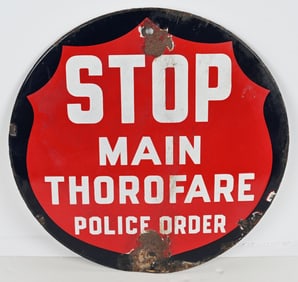 STOP
MAIN
THOROFARE
POLICE ORDER